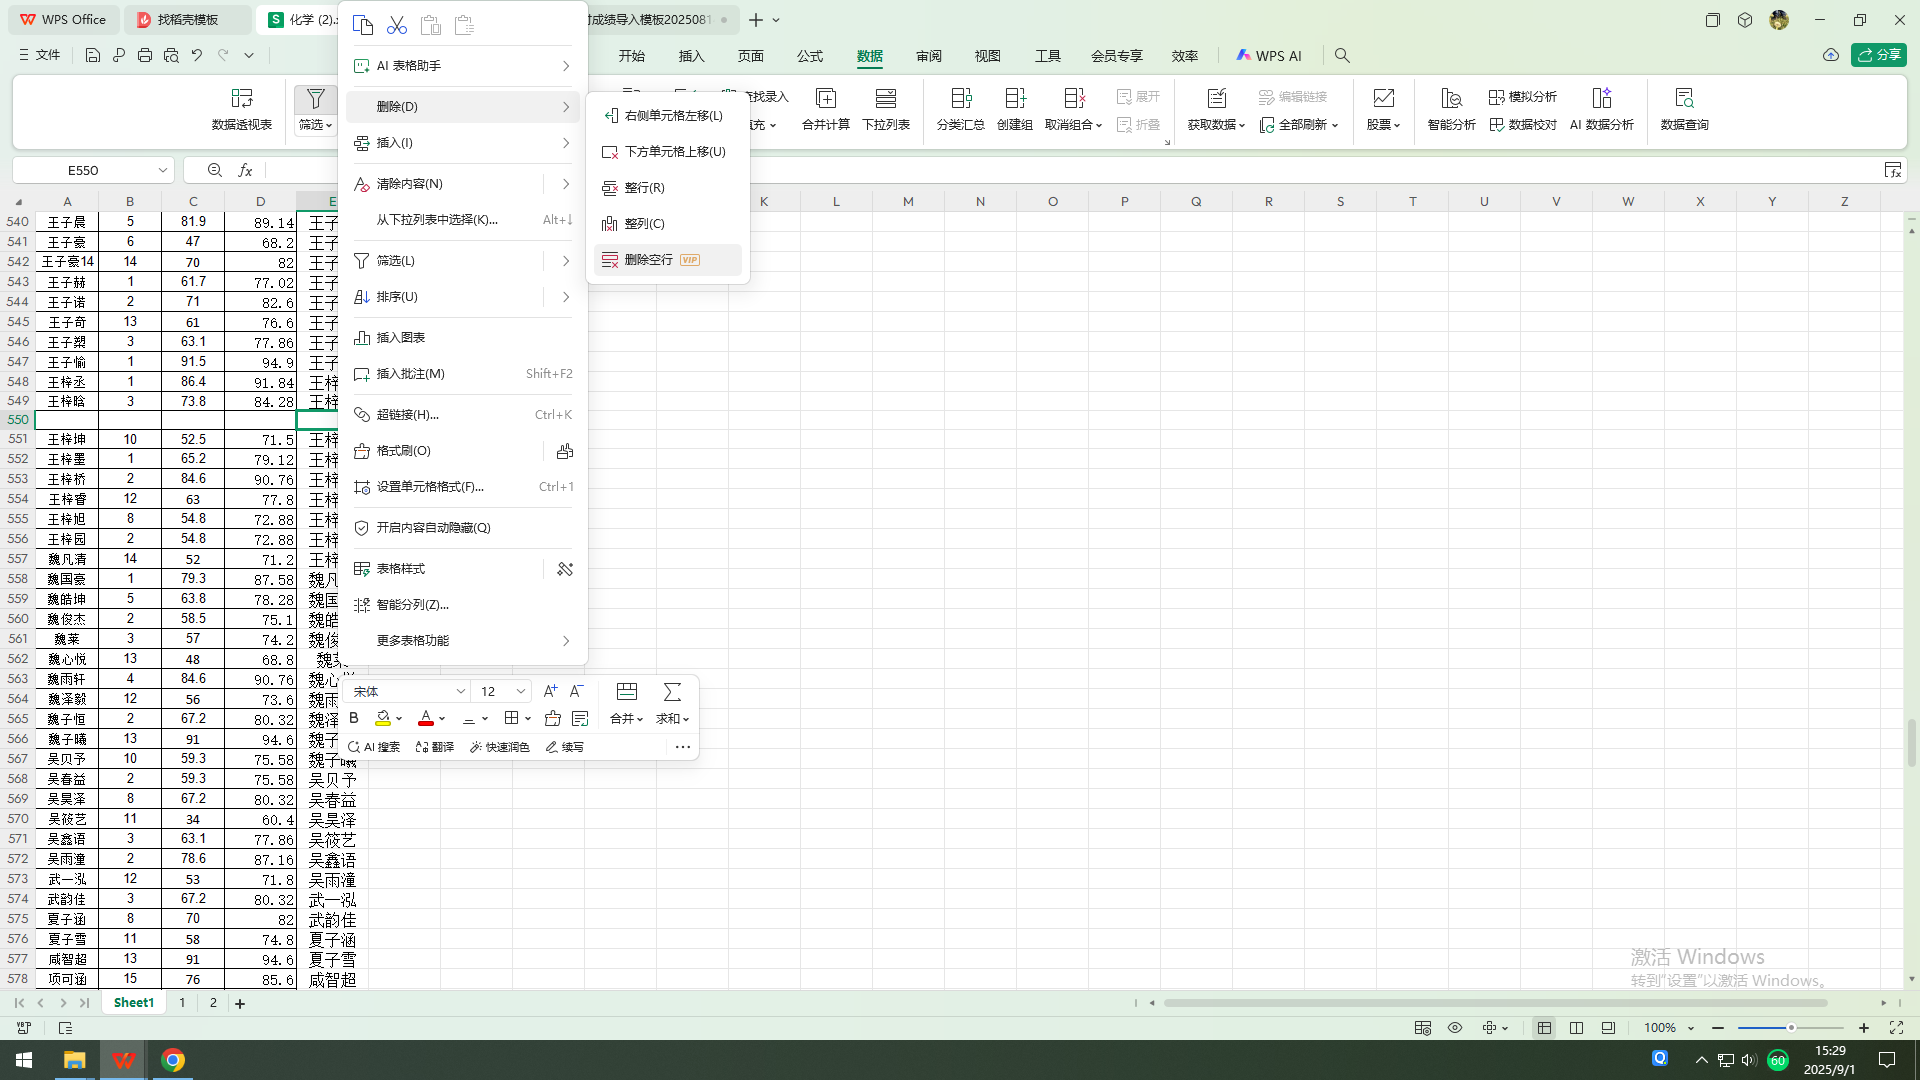 WPS Office 找稻壳模板 化学 (2). 成绩导入模板2025081
文件 开始 插入 页面 公式 数据 审阅 视图 工具 会员专享 效率 WPS AI 分享
数据透视表 筛选 查找录入 填充 合并计算 下拉列表 分类汇总 创建组 取消组合 展开 折叠 获取数据 编辑链接 全部刷新 股票 智能分析 模拟分析 数据校对 AI 数据分析 数据查询
E550 fx
A B C D E K L M N O P Q R S T U V W X Y Z
540 王子晨 5 81.9 89.14 王子
541 王子豪 6 47 68.2 王子
542 王子豪14 14 70 82 王子
543 王子赫 1 61.7 77.02 王子
544 王子诺 2 71 82.6 王子
545 王子奇 13 61 76.6 王子
546 王子槊 3 63.1 77.86 王子
547 王子愉 1 91.5 94.9 王子
548 王梓丞 1 86.4 91.84 王梓
549 王梓晗 3 73.8 84.28 王梓
550
551 王梓坤 10 52.5 71.5 王梓
552 王梓墨 1 65.2 79.12 王梓
553 王梓桥 2 84.6 90.76 王梓
554 王梓睿 12 63 77.8 王梓
555 王梓旭 8 54.8 72.88 王梓
556 王梓园 2 54.8 72.88 王梓
557 魏凡清 14 52 71.2 王梓
558 魏国豪 1 79.3 87.58 魏凡
559 魏皓坤 5 63.8 78.28 魏国
560 魏俊杰 2 58.5 75.1 魏皓
561 魏莱 3 57 74.2 魏俊
562 魏心悦 13 48 68.8 魏莱
563 魏雨轩 4 84.6 90.76 魏心悦
564 魏泽毅 12 56 73.6 魏雨
565 魏子恒 2 67.2 80.32 魏泽
566 魏子曦 13 91 94.6 魏子
567 吴贝予 10 59.3 75.58 魏子曦
568 吴春益 2 59.3 75.58 吴贝予
569 吴昊泽 8 67.2 80.32 吴春益
570 吴筱艺 11 34 60.4 吴昊泽
571 吴鑫语 3 63.1 77.86 吴筱艺
572 吴雨潼 2 78.6 87.16 吴鑫语
573 武一泓 12 53 71.8 吴雨潼
574 武韵佳 3 67.2 80.32 武一泓
575 夏子涵 8 70 82 武韵佳
576 夏子雪 11 58 74.8 夏子涵
577 咸智超 13 91 94.6 夏子雪
578 项可涵 15 76 85.6 咸智超
AI 表格助手
删除(D)
插入(I)
清除内容(N)
从下拉列表中选择(K)... Alt+↓
筛选(L)
排序(U)
插入图表
插入批注(M) Shift+F2
超链接(H)... Ctrl+K
格式刷(O)
设置单元格格式(F)... Ctrl+1
开启内容自动隐藏(Q)
表格样式
智能分列(Z)...
更多表格功能
右侧单元格左移(L)
下方单元格上移(U)
整行(R)
整列(C)
删除空行 VIP
宋体 12 A+ A-
B A 合并 求和
AI 搜索 翻译 快速润色 续写 ...
激活 Windows
转到“设置”以激活 Windows。
Sheet1 1 2 +
100%
60 15:29
2025/9/1